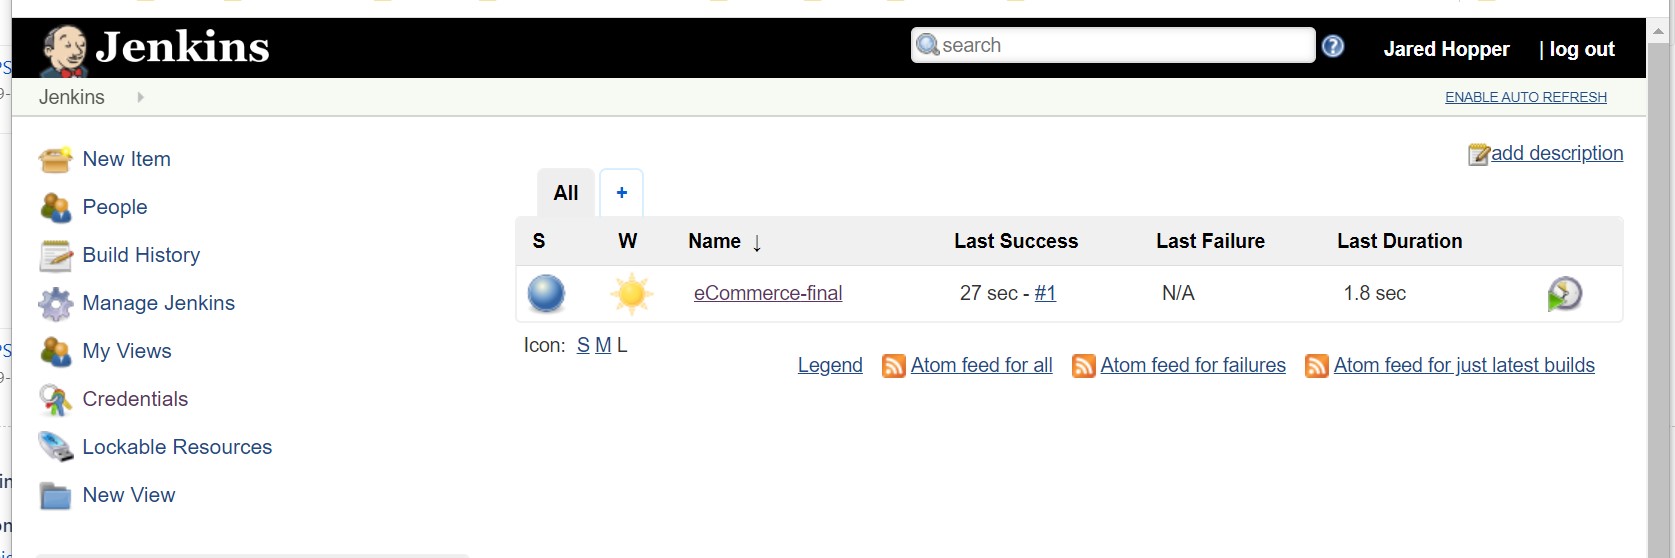 Jenkins
search
Jared Hopper | log out
Jenkins
ENABLE AUTO REFRESH
New Item
People
Build History
Manage Jenkins
My Views
Credentials
Lockable Resources
New View
add description
All +
S W Name ↓ Last Success Last Failure Last Duration
eCommerce-final 27 sec - #1 N/A 1.8 sec
Icon: S M L
Legend Atom feed for all Atom feed for failures Atom feed for just latest builds